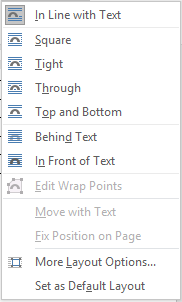 In Line with Text
Square
Tight
Through
Top and Bottom
Behind Text
In Front of Text
Edit Wrap Points
Move with Text
Fix Position on Page
More Layout Options...
Set as Default Layout